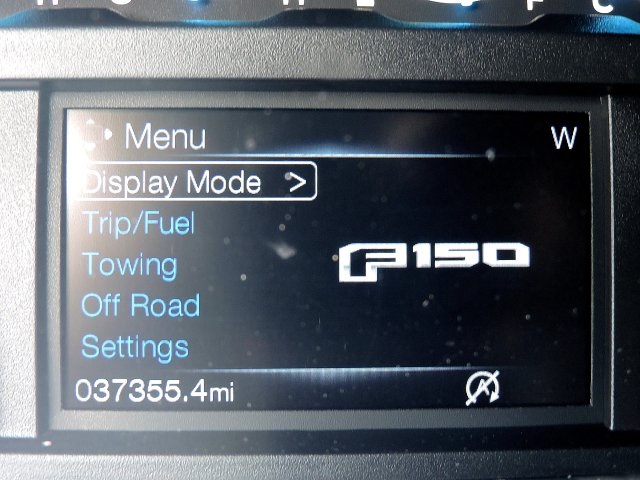 Menu W
Display Mode >
Trip/Fuel
Towing
F150
Off Road
Settings
037355.4mi A